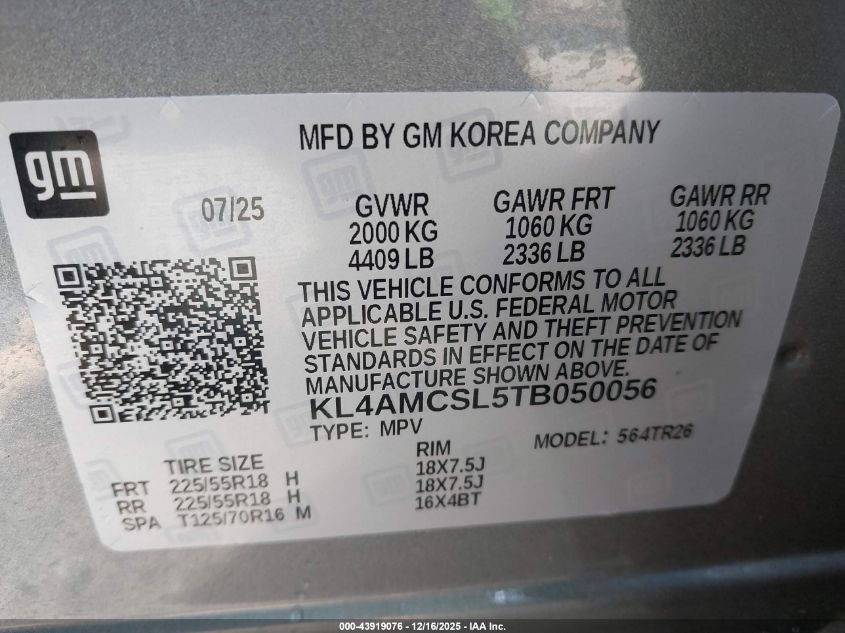 gm
MFD BY GM KOREA COMPANY
07/25
GVWR GAWR FRT GAWR RR
2000 KG 1060 KG 1060 KG
4409 LB 2336 LB 2336 LB
THIS VEHICLE CONFORMS TO ALL
APPLICABLE U.S. FEDERAL MOTOR
VEHICLE SAFETY AND THEFT PREVENTION
STANDARDS IN EFFECT ON THE DATE OF
MANUFACTURE SHOWN ABOVE.
KL4AMCSL5TB050056
TYPE: MPV MODEL: 564TR26
TIRE SIZE RIM
FRT 225/55R18 H 18X7.5J
RR 225/55R18 H 18X7.5J
SPA T125/70R16 M 16X4BT
000-43919076 - 12/16/2025 - IAA Inc.